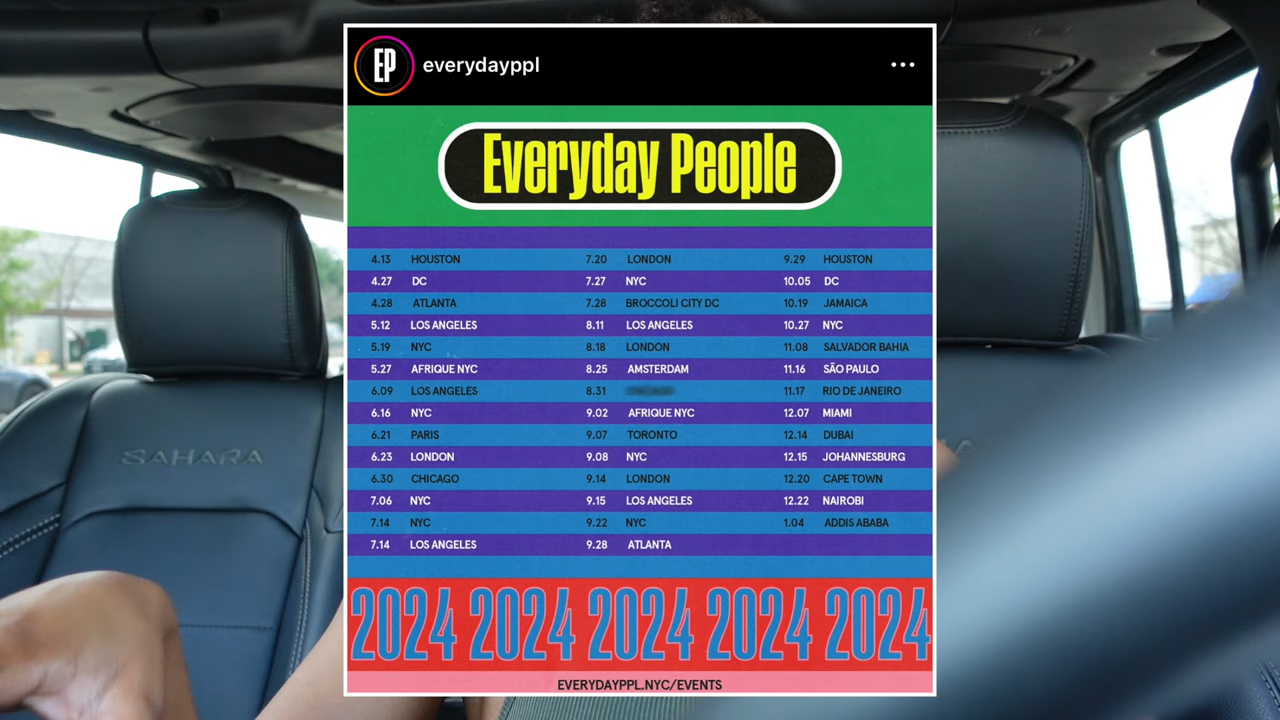 EP everydayppl
Everyday People
4.13 HOUSTON
4.27 DC
4.28 ATLANTA
5.12 LOS ANGELES
5.19 NYC
5.27 AFRIQUE NYC
6.09 LOS ANGELES
6.16 NYC
6.21 PARIS
6.23 LONDON
6.30 CHICAGO
7.06 NYC
7.14 NYC
7.14 LOS ANGELES
7.20 LONDON
7.27 NYC
7.28 BROCCOLI CITY DC
8.11 LOS ANGELES
8.18 LONDON
8.25 AMSTERDAM
8.31
9.02 AFRIQUE NYC
9.07 TORONTO
9.08 NYC
9.14 LONDON
9.15 LOS ANGELES
9.22 NYC
9.28 ATLANTA
9.29 HOUSTON
10.05 DC
10.19 JAMAICA
10.27 NYC
11.08 SALVADOR BAHIA
11.16 SÃO PAULO
11.17 RIO DE JANEIRO
12.07 MIAMI
12.14 DUBAI
12.15 JOHANNESBURG
12.20 CAPE TOWN
12.22 NAIROBI
1.04 ADDIS ABABA
2024 2024 2024 2024 2024
EVERYDAYPPL.NYC/EVENTS
SAHARA